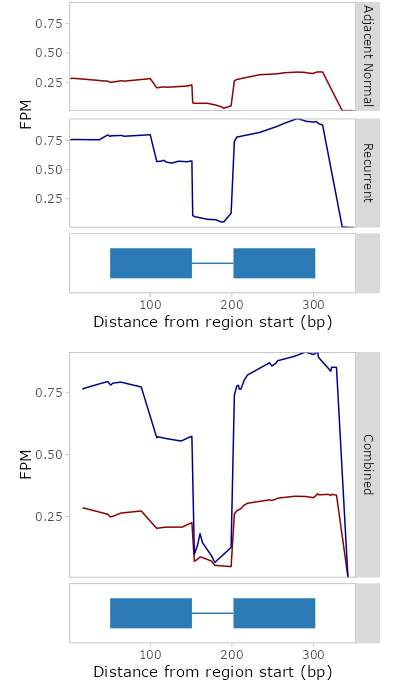 0.75
0.50
0.25
Adjacent Normal
FPM
0.75
0.50
0.25
Recurrent
100
200
300
Distance from region start (bp)
0.75
0.50
0.25
FPM
Combined
100
200
300
Distance from region start (bp)